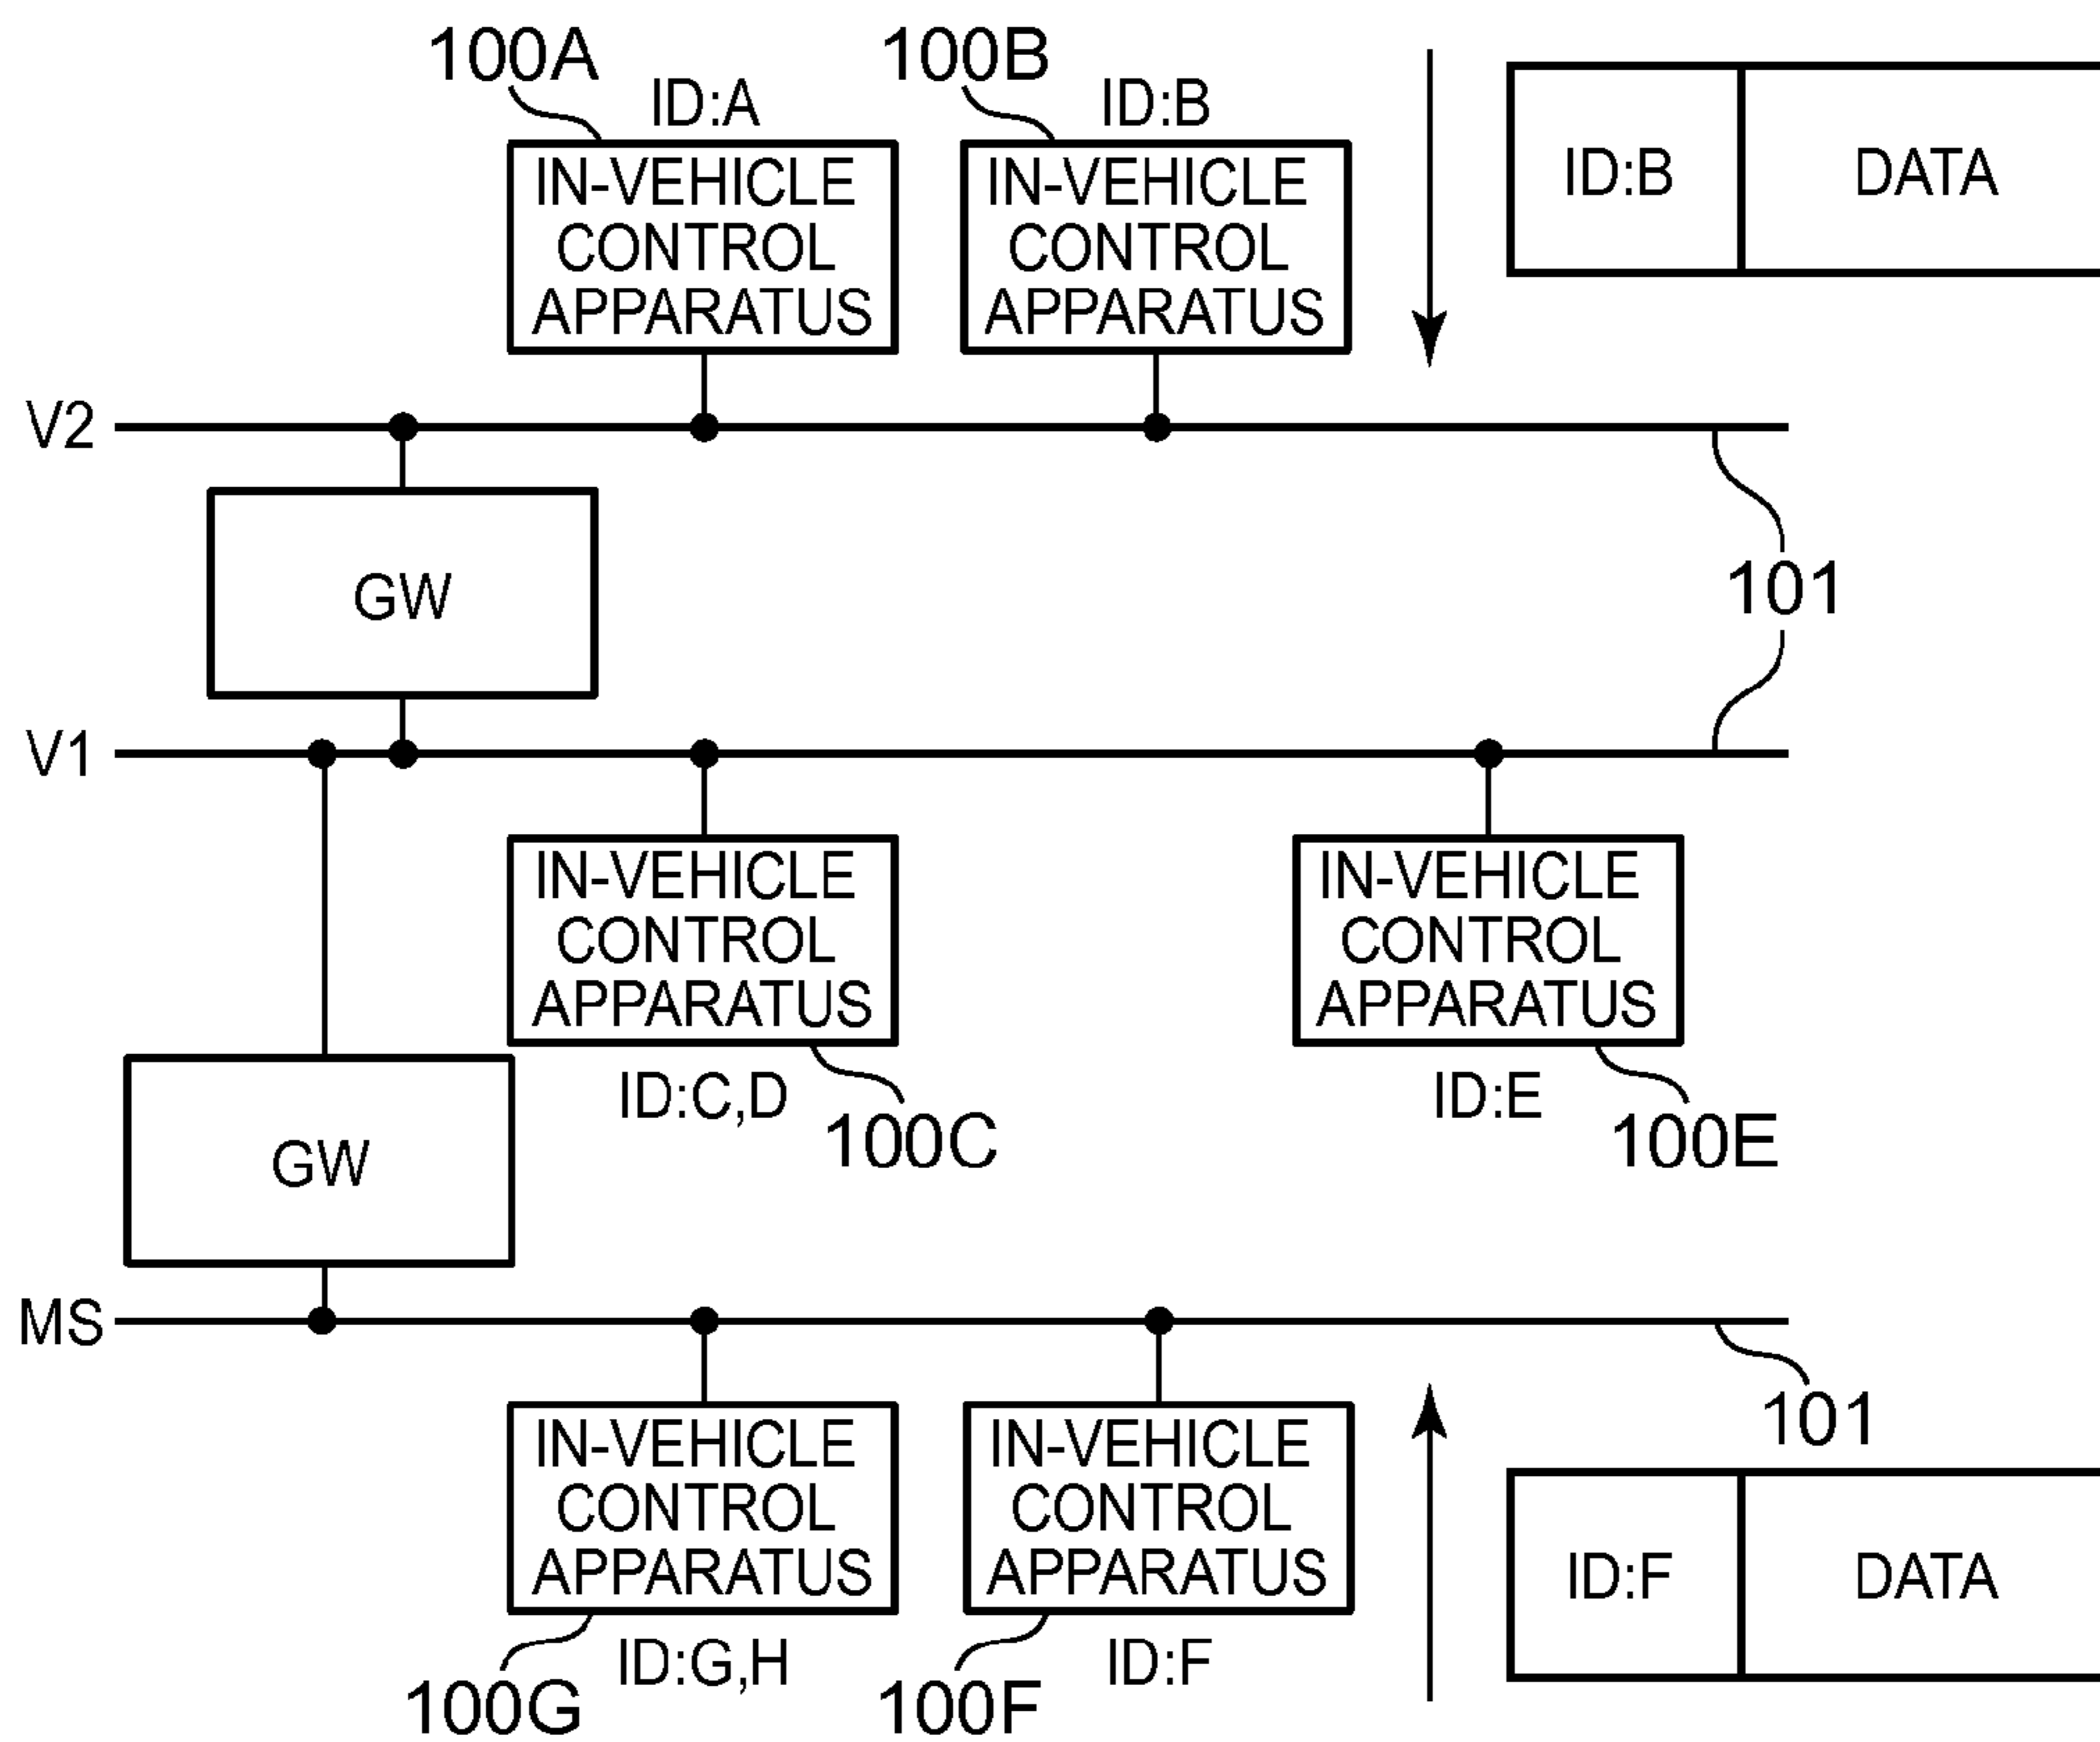 100A
100B
ID:A
ID:B
IN-VEHICLE
CONTROL
APPARATUS
IN-VEHICLE
CONTROL
APPARATUS
ID:B
DATA
V2
GW
101
V1
IN-VEHICLE
CONTROL
APPARATUS
IN-VEHICLE
CONTROL
APPARATUS
ID:C,D
100C
ID:E
100E
GW
MS
101
IN-VEHICLE
CONTROL
APPARATUS
IN-VEHICLE
CONTROL
APPARATUS
ID:F
DATA
ID:G,H
100G
ID:F
100F